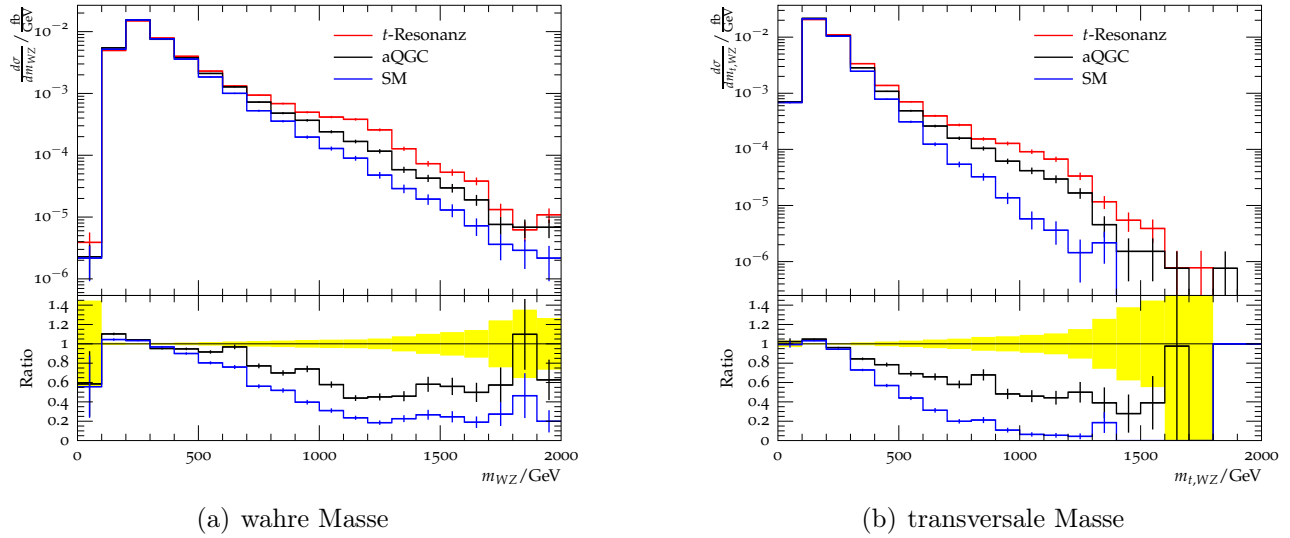 t-Resonanz
aQGC
SM
dσ/dm_WZ / fb/GeV
10⁻²
10⁻³
10⁻⁴
10⁻⁵
10⁻⁶
Ratio
1.4
1.2
1
0.8
0.6
0.4
0.2
0
0 500 1000 1500 2000
m_WZ/GeV
(a) wahre Masse
t-Resonanz
aQGC
SM
dσ/dm_t,WZ / fb/GeV
10⁻²
10⁻³
10⁻⁴
10⁻⁵
10⁻⁶
Ratio
1.4
1.2
1
0.8
0.6
0.4
0.2
0
0 500 1000 1500 2000
m_t,WZ/GeV
(b) transversale Masse